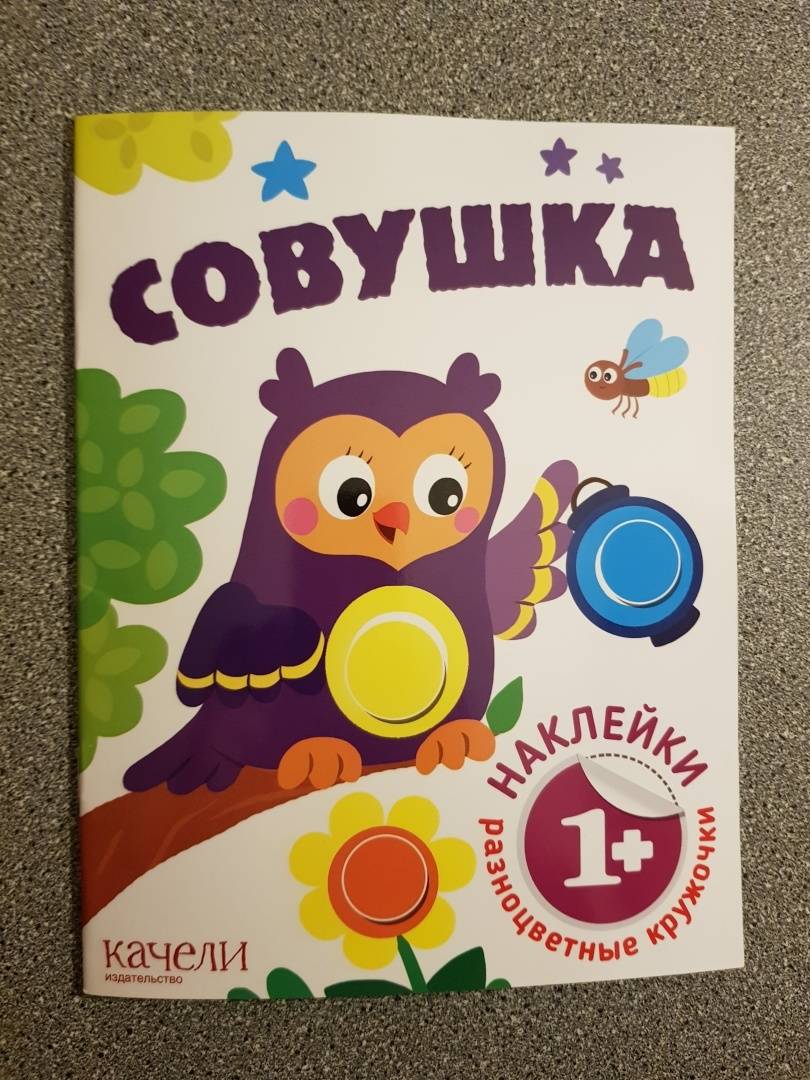 СОВУШКА
НАКЛЕЙКИ
1+
разноцветные кружочки
качели
издательство